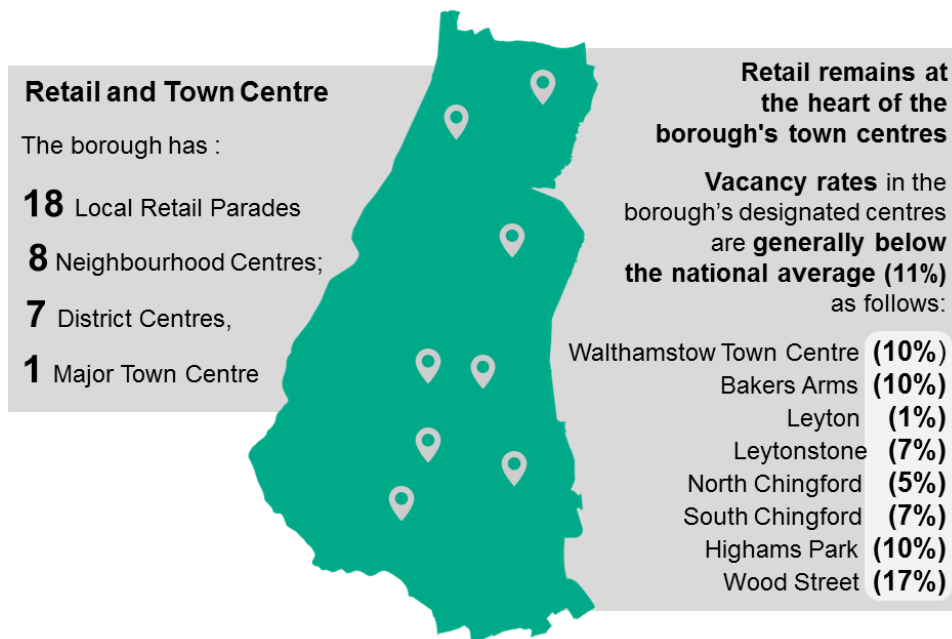 Retail and Town Centre
The borough has :
18 Local Retail Parades
8 Neighbourhood Centres;
7 District Centres,
1 Major Town Centre
Retail remains at
the heart of the
borough's town centres
Vacancy rates in the
borough’s designated centres
are generally below
the national average (11%)
as follows:
Walthamstow Town Centre (10%)
Bakers Arms (10%)
Leyton (1%)
Leytonstone (7%)
North Chingford (5%)
South Chingford (7%)
Highams Park (10%)
Wood Street (17%)